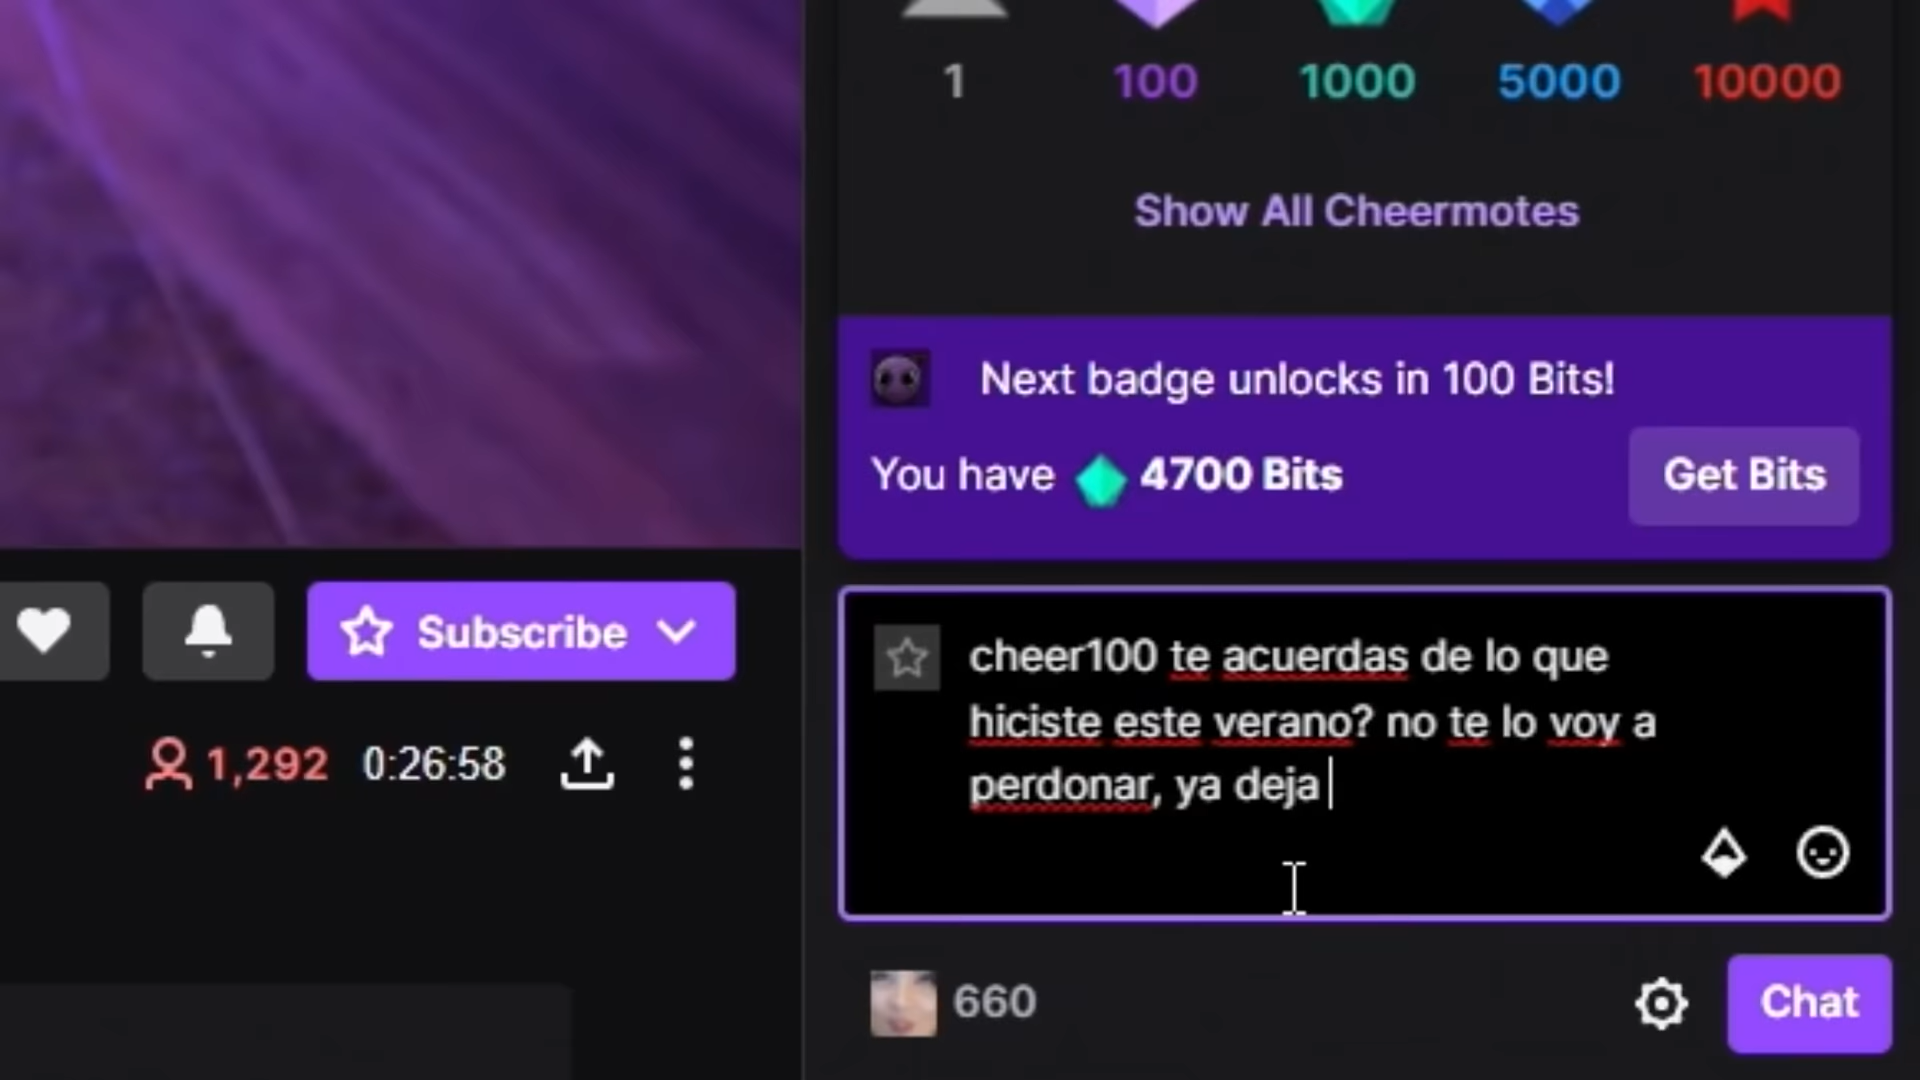 1 100 1000 5000 10000
Show All Cheermotes
Next badge unlocks in 100 Bits!
You have 4700 Bits
Get Bits
Subscribe
cheer100 te acuerdas de lo que
hiciste este verano? no te lo voy a
perdonar, ya deja
1,292 0:26:58
660
Chat